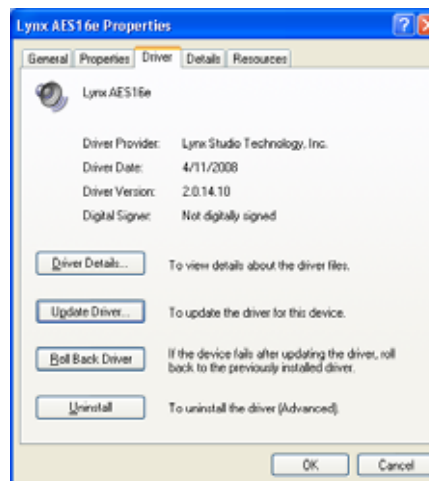 Lynx AES16e Properties
General Properties Driver Details Resources
Lynx AES16e
Driver Provider: Lynx Studio Technology, Inc.
Driver Date: 4/11/2008
Driver Version: 2.0.14.10
Digital Signer: Not digitally signed
Driver Details... To view details about the driver files.
Update Driver... To update the driver for this device.
Roll Back Driver If the device fails after updating the driver, roll
back to the previously installed driver.
Uninstall To uninstall the driver (Advanced).
OK Cancel